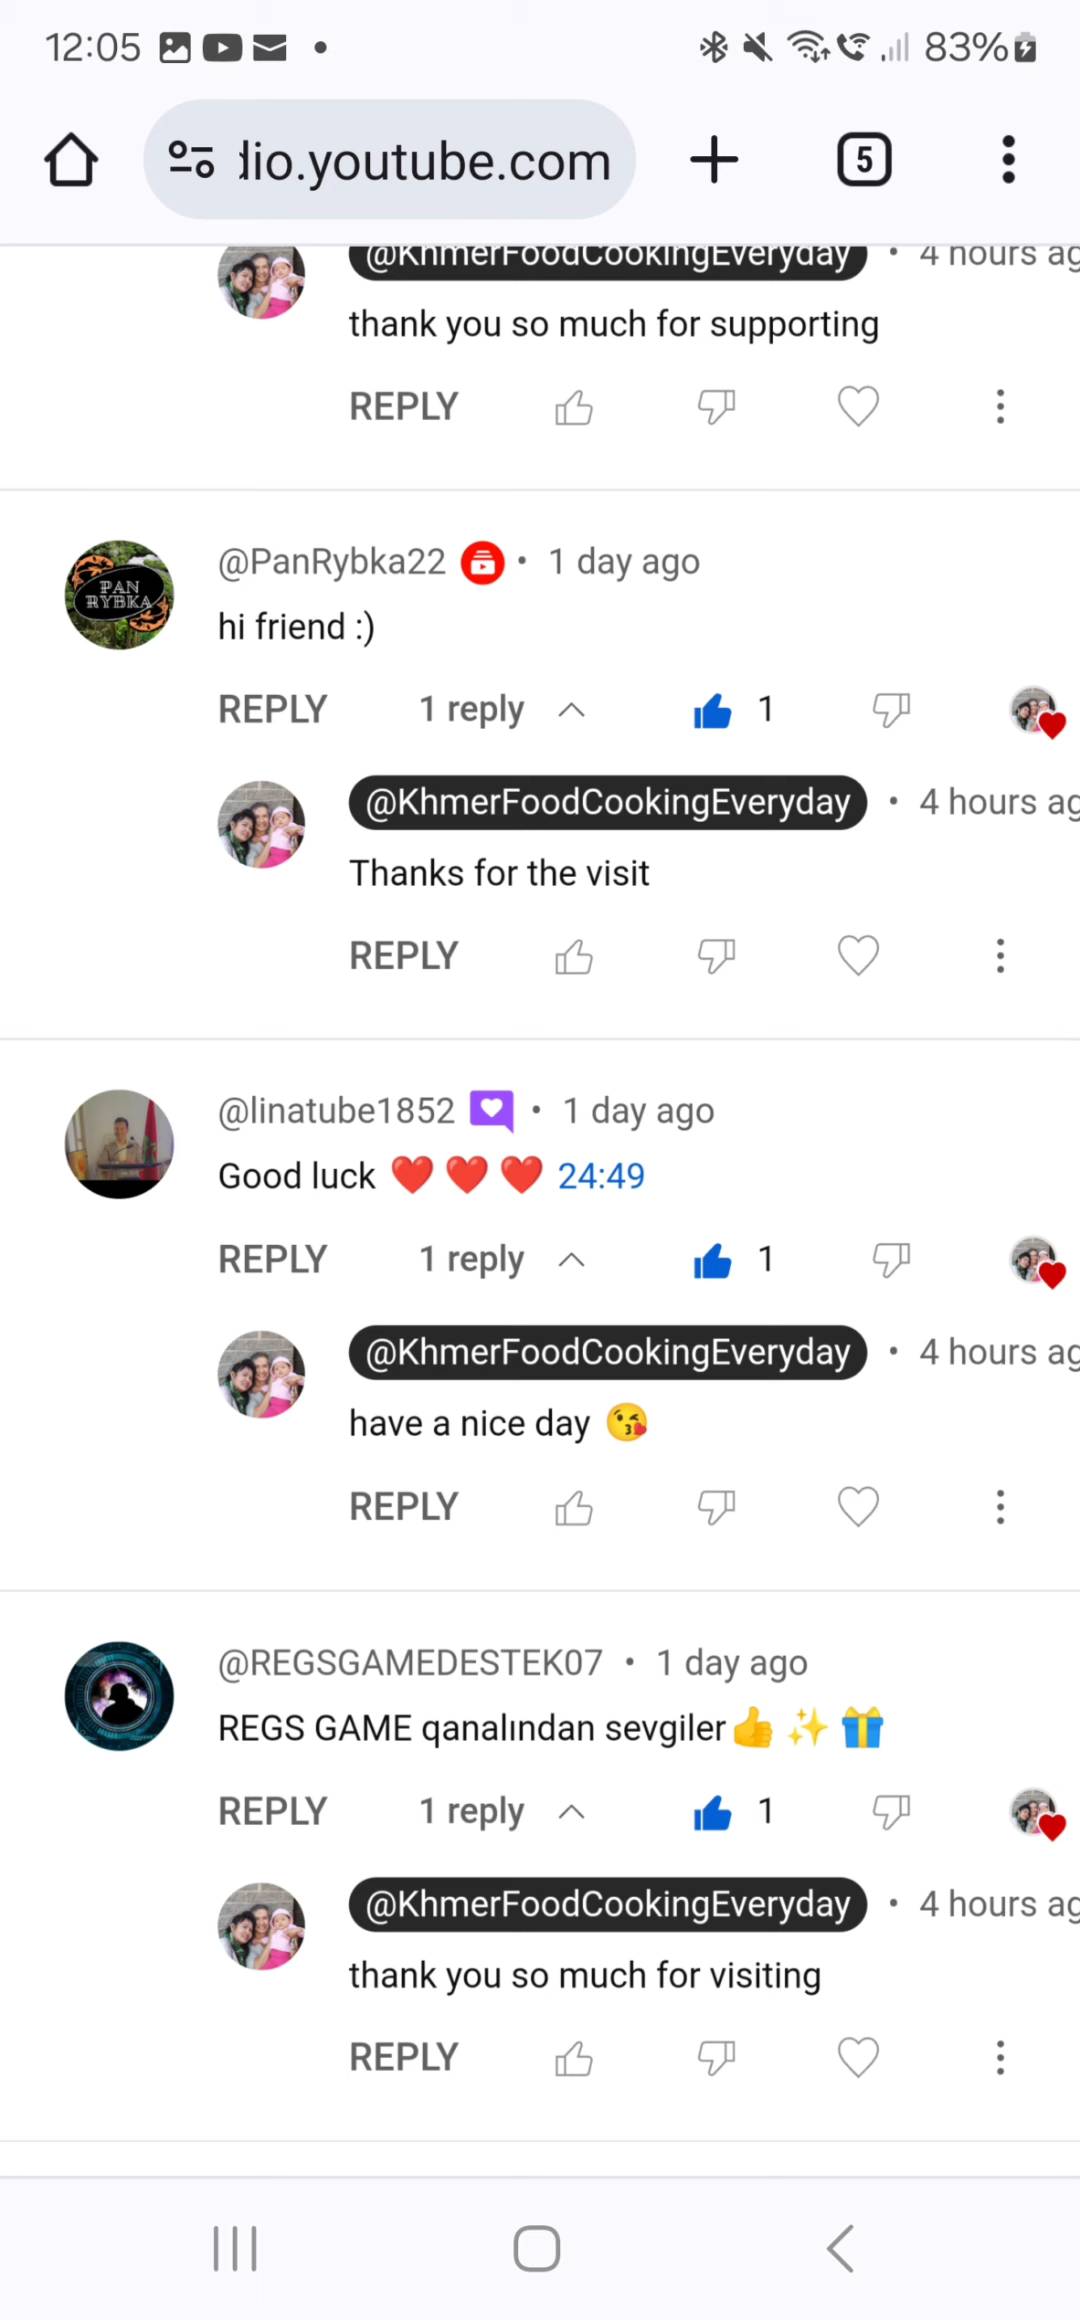 12:05
83%
dio.youtube.com
5
@KhmerFoodCookingEveryday • 4 hours ag
thank you so much for supporting
REPLY
@PanRybka22 • 1 day ago
PAN
RYBKA
hi friend :)
REPLY 1 reply 1
@KhmerFoodCookingEveryday • 4 hours ag
Thanks for the visit
REPLY
@linatube1852 • 1 day ago
Good luck ❤️ ❤️ ❤️ 24:49
REPLY 1 reply 1
@KhmerFoodCookingEveryday • 4 hours ag
have a nice day 😘
REPLY
@REGSGAMEDESTEK07 • 1 day ago
REGS GAME qanalından sevgiler👍 ✨ 🎁
REPLY 1 reply 1
@KhmerFoodCookingEveryday • 4 hours ag
thank you so much for visiting
REPLY